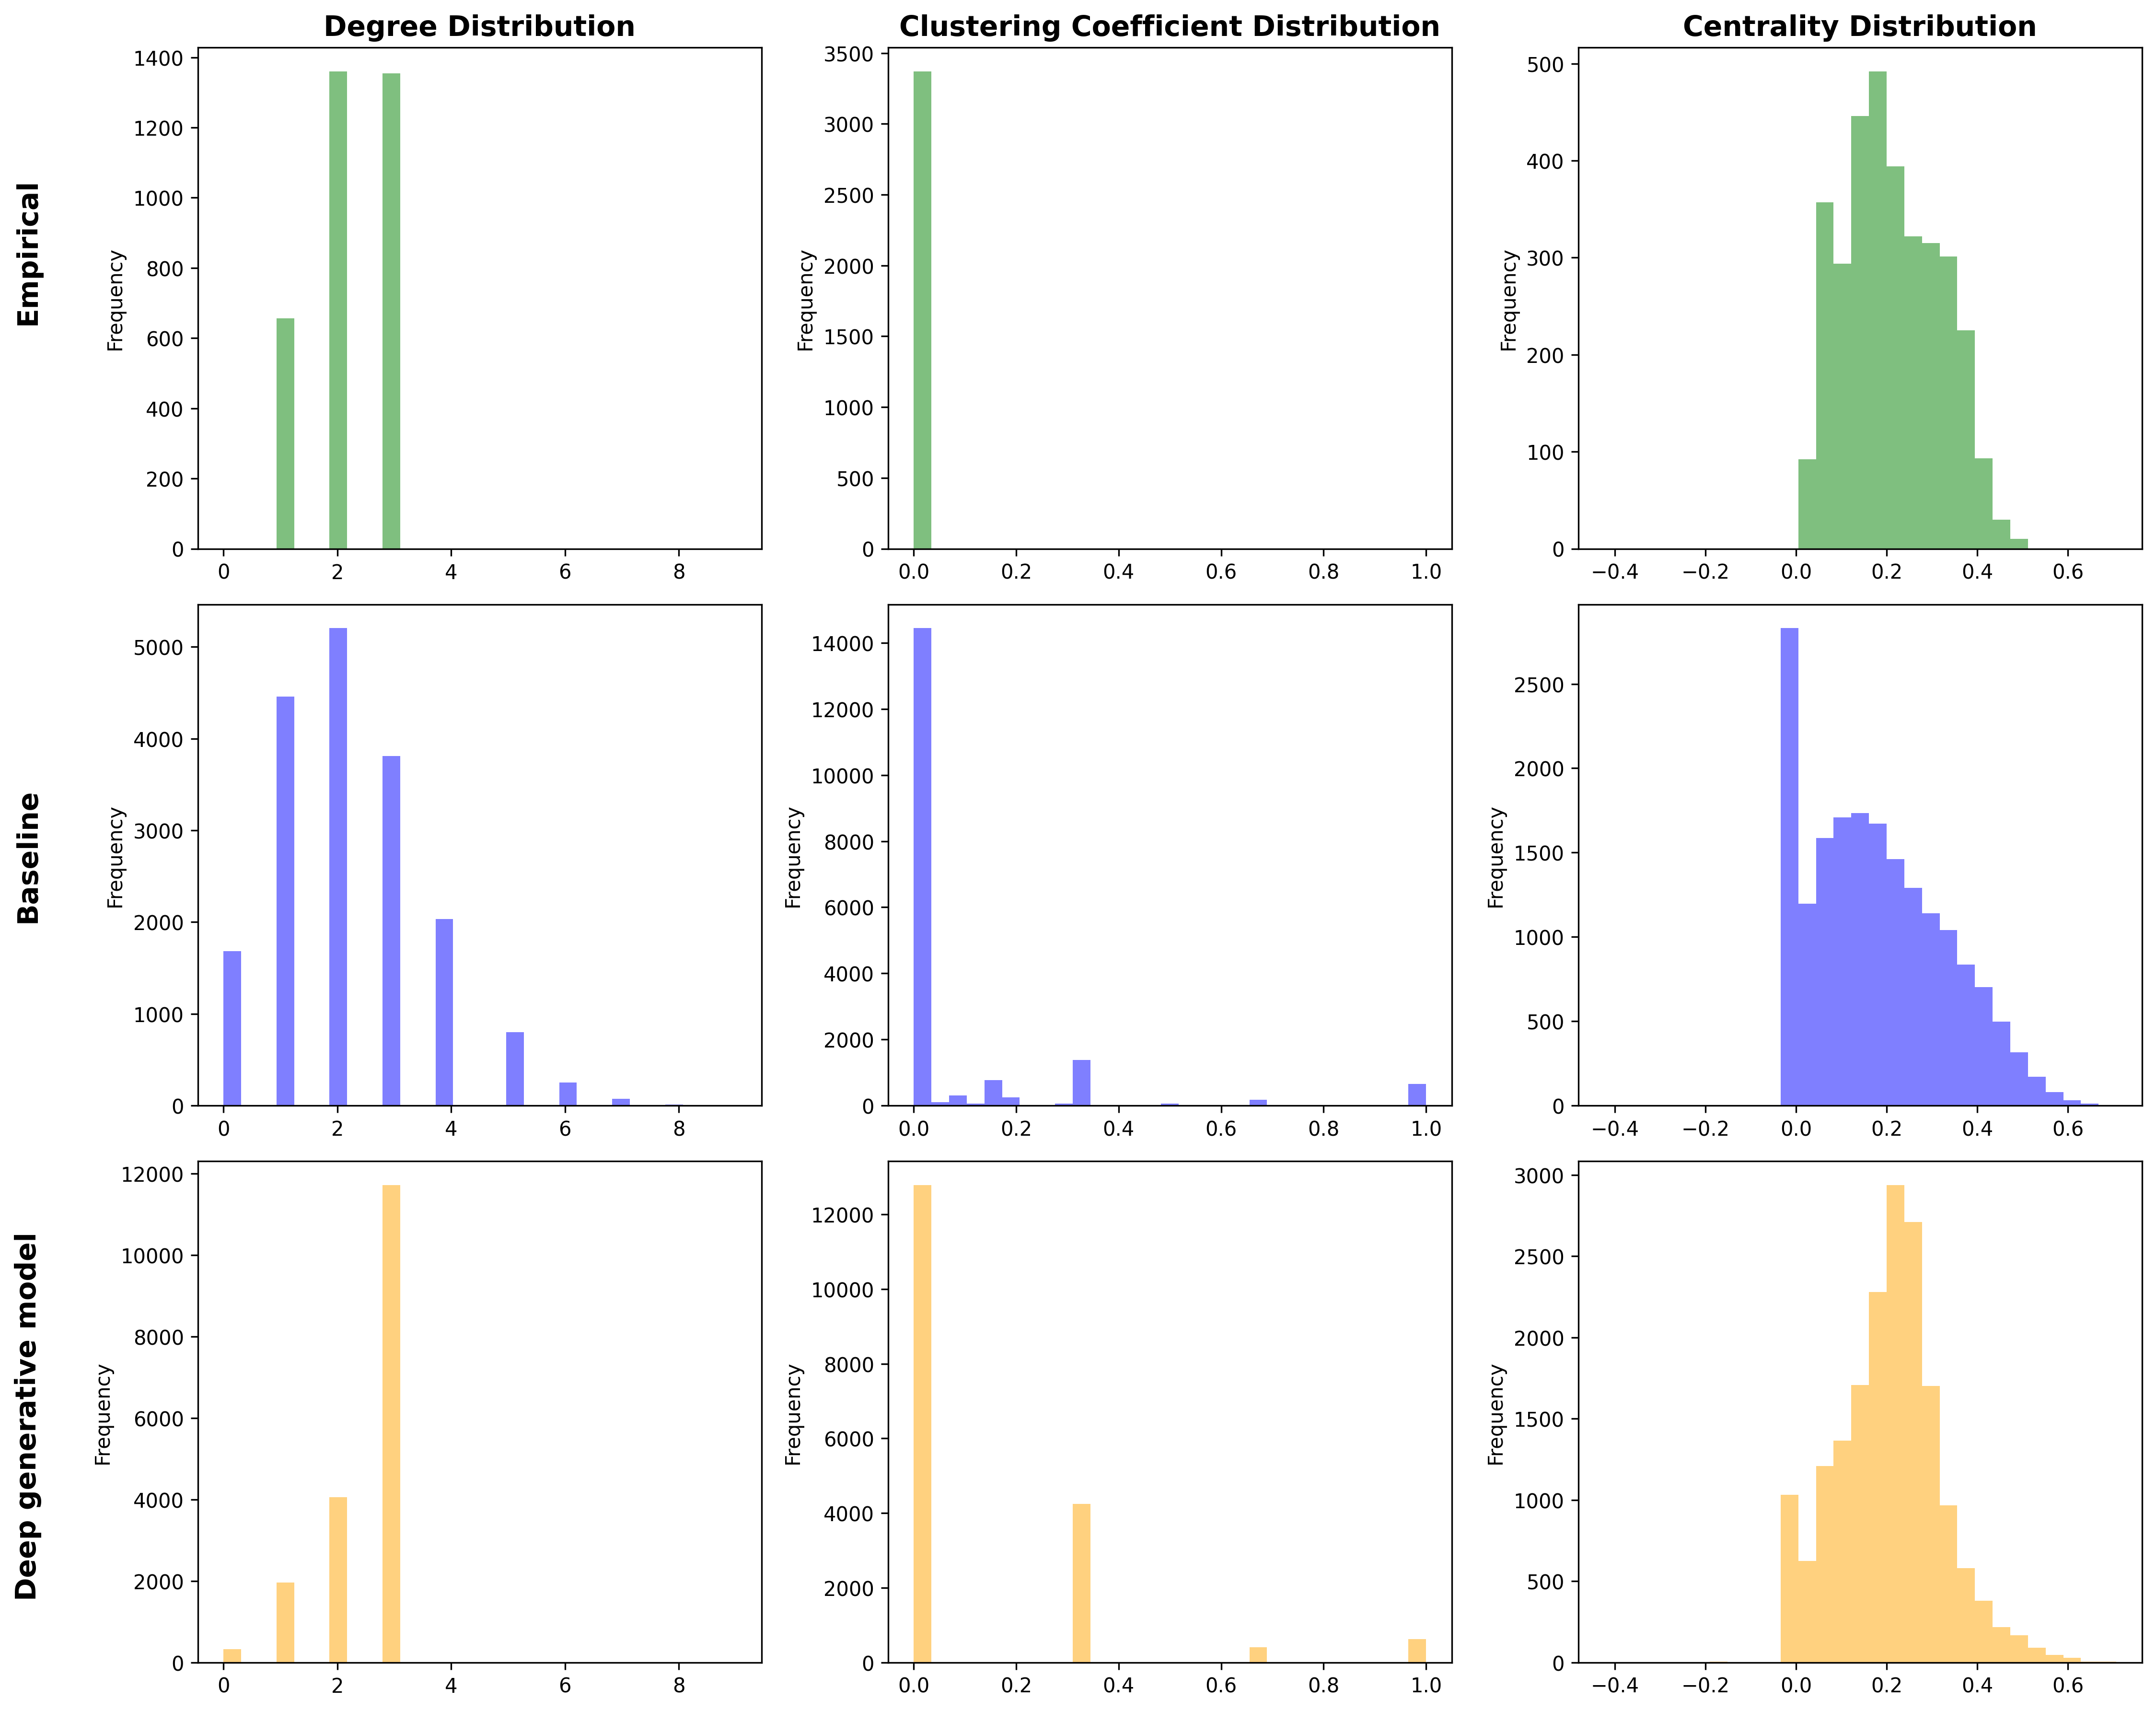 Degree Distribution
Clustering Coefficient Distribution
Centrality Distribution
Empirical
Frequency
1400
1200
1000
800
600
400
200
0
0 2 4 6 8
Frequency
3500
3000
2500
2000
1500
1000
500
0
0.0 0.2 0.4 0.6 0.8 1.0
Frequency
500
400
300
200
100
0
−0.4 −0.2 0.0 0.2 0.4 0.6
Baseline
Frequency
5000
4000
3000
2000
1000
0
0 2 4 6 8
Frequency
14000
12000
10000
8000
6000
4000
2000
0
0.0 0.2 0.4 0.6 0.8 1.0
Frequency
2500
2000
1500
1000
500
0
−0.4 −0.2 0.0 0.2 0.4 0.6
Deep generative model
Frequency
12000
10000
8000
6000
4000
2000
0
0 2 4 6 8
Frequency
12000
10000
8000
6000
4000
2000
0
0.0 0.2 0.4 0.6 0.8 1.0
Frequency
3000
2500
2000
1500
1000
500
0
−0.4 −0.2 0.0 0.2 0.4 0.6